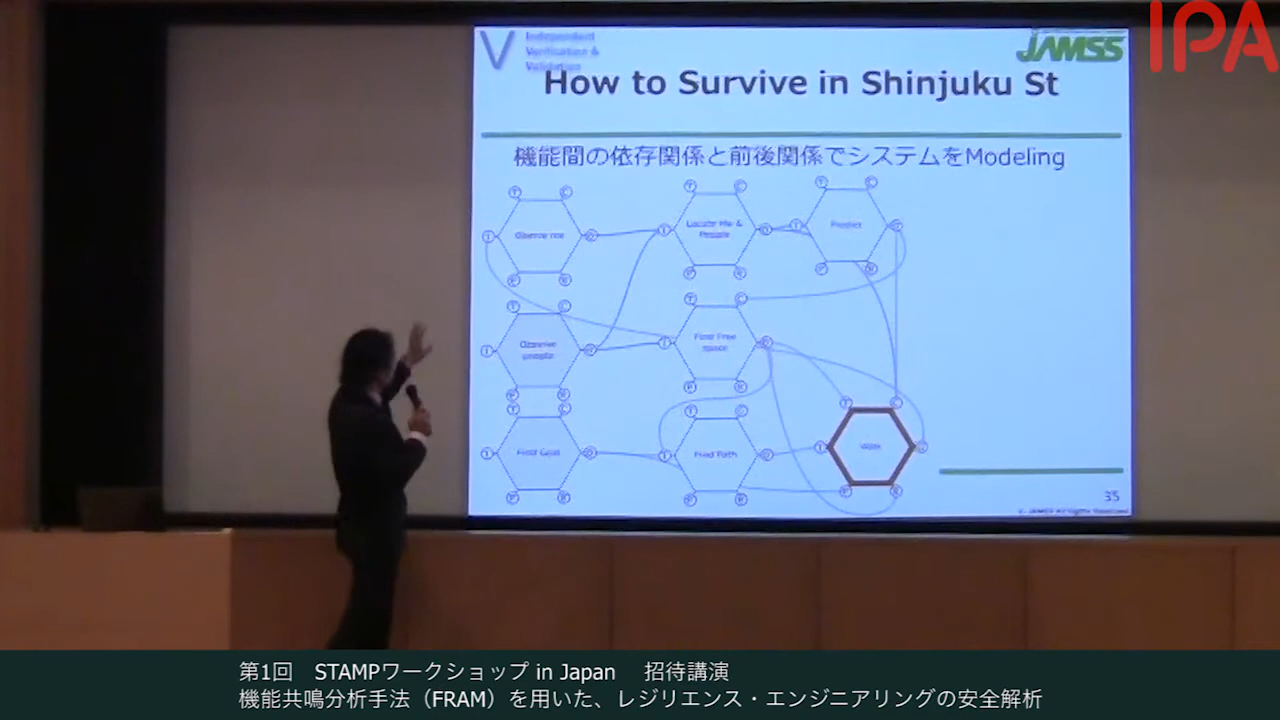 IPA
V
Independent
Verification &
Validation
JAMSS
How to Survive in Shinjuku St
機能間の依存関係と前後関係でシステムをModeling
Observe me
Locate Me &
People
Predict
Observe
people
Find Free
space
Find Goal
Find Path
Walk
35
第1回 STAMPワークショップ in Japan 招待講演
機能共鳴分析手法（FRAM）を用いた、レジリエンス・エンジニアリングの安全解析